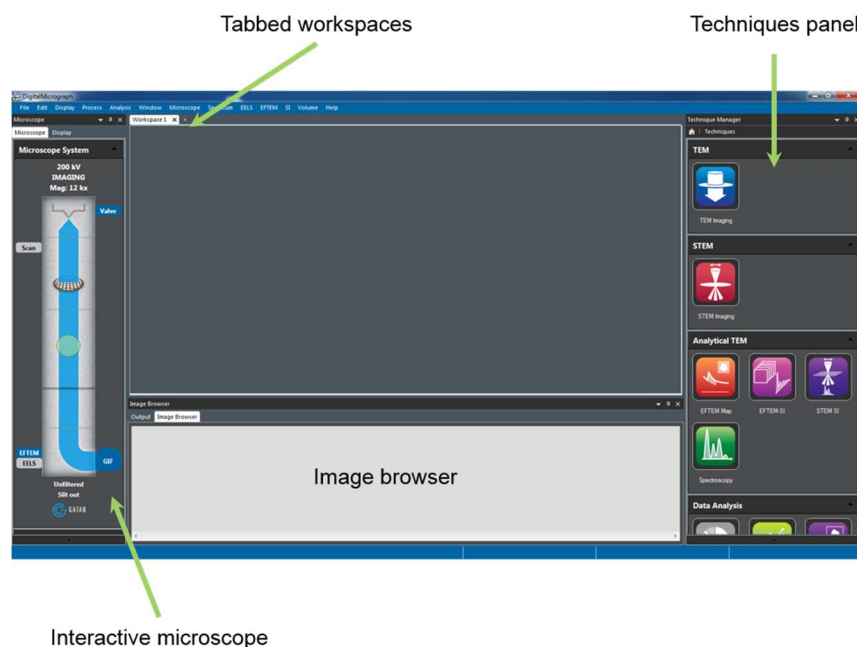 Tabbed workspaces
Techniques panel
DigitalMicrograph
File Edit Display Process Analysis Window Microscope Spectrum EELS EFTEM SI Volume Help
Microscope
Workspace 1
Technique Manager
Microscope Display
Techniques
Microscope System
TEM
200 kV
IMAGING
Mag: 12 kx
Valve
TEM Imaging
Scan
STEM
STEM Imaging
Analytical TEM
EFTEM Map EFTEM-SI STEM SI
Image Browser
Output Image Browser
EFTEM
EELS
GIF
Image browser
Spectroscopy
Unfiltered
Slit out
GATAN
Data Analysis
Interactive microscope